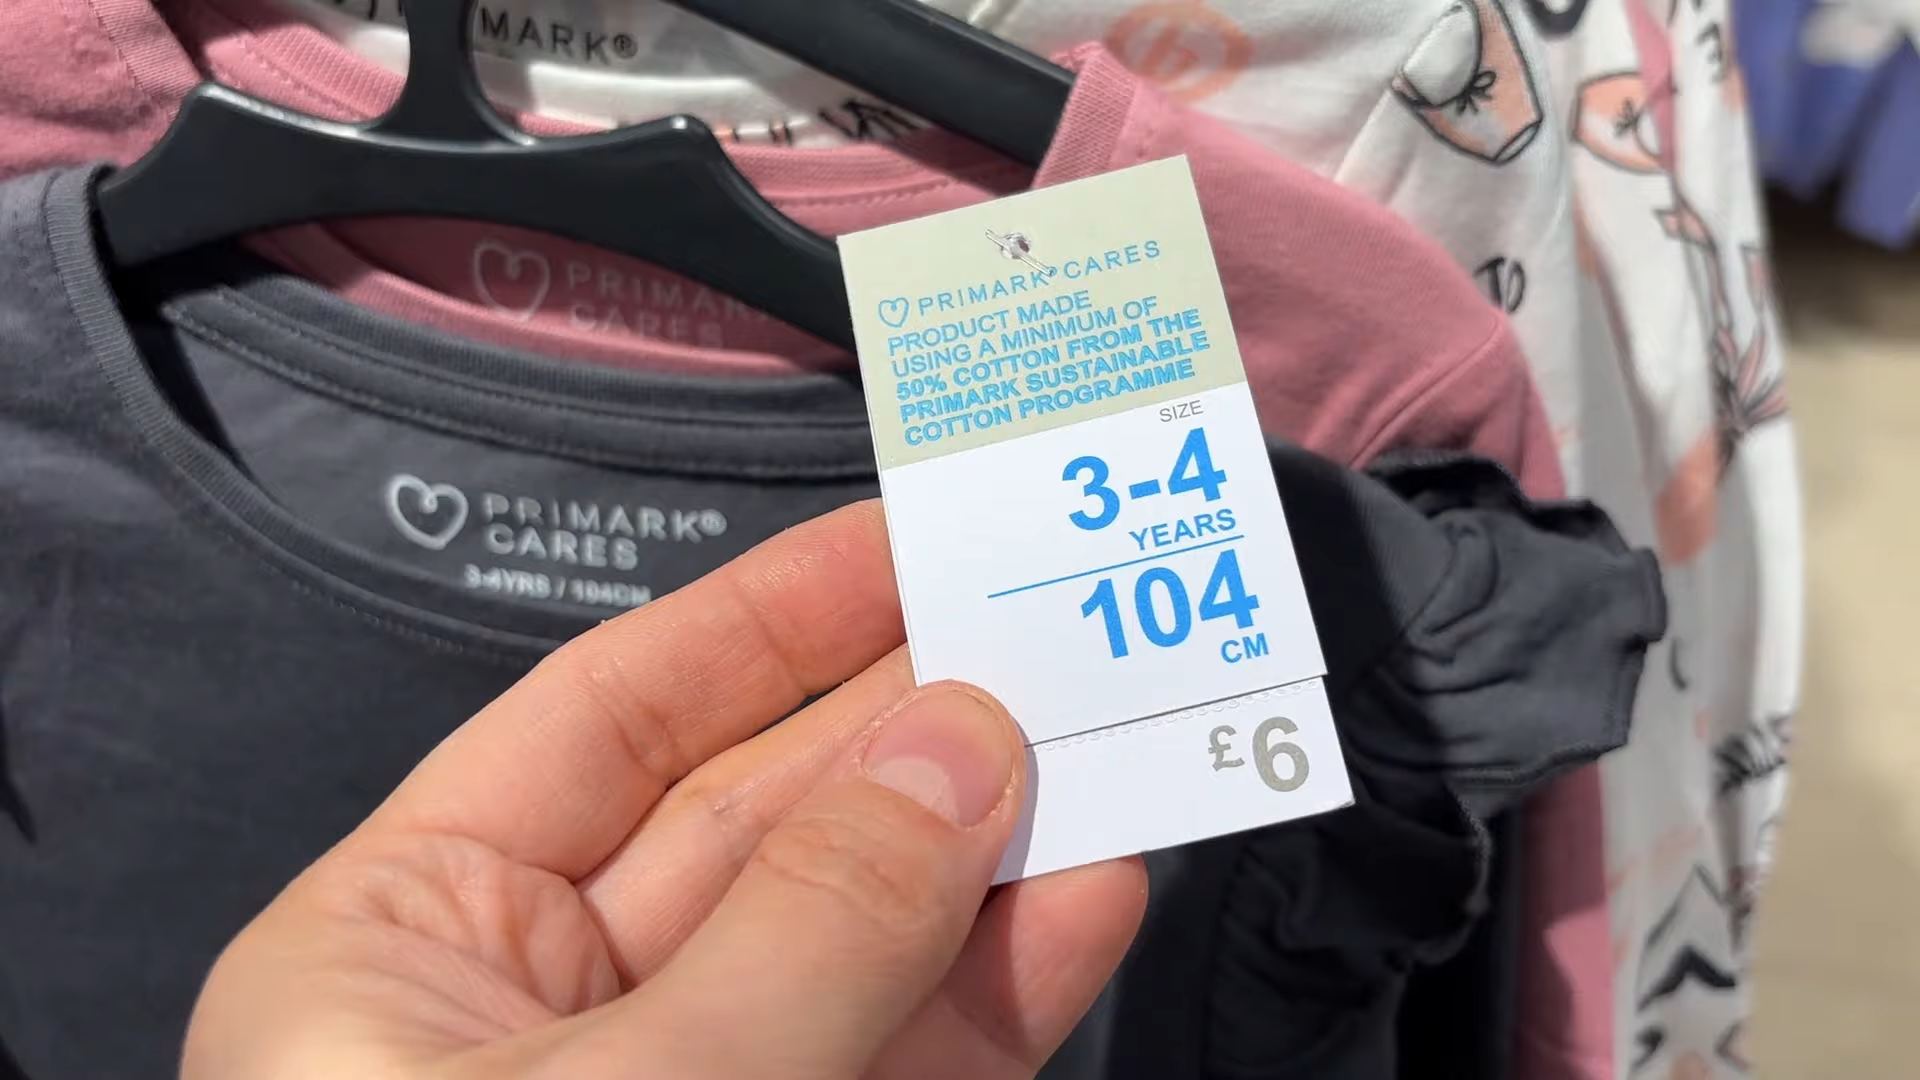 MARK®
PRIMARK
CARES
PRIMARK® CARES
PRODUCT MADE
USING A MINIMUM OF
50% COTTON FROM THE
PRIMARK SUSTAINABLE
COTTON PROGRAMME
SIZE
3-4
YEARS
104
CM
£6
PRIMARK®
CARES
3-4YRS / 104CM
TO